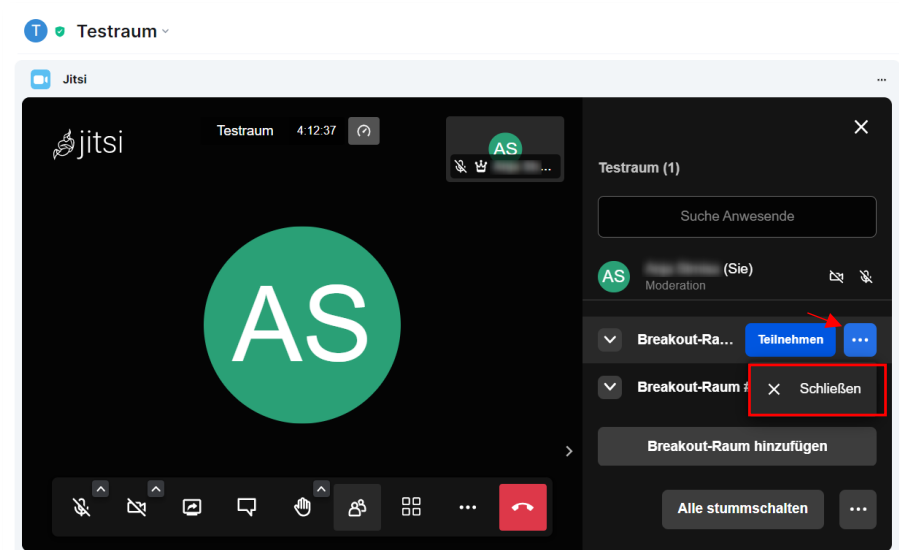 T Testraum
Jitsi ...
jitsi
Testraum 4:12:37
AS
...
AS
Testraum (1)
Suche Anwesende
AS (Sie)
Moderation
Breakout-Ra... Teilnehmen ...
Breakout-Raum #
Schließen
Breakout-Raum hinzufügen
Alle stummschalten ...